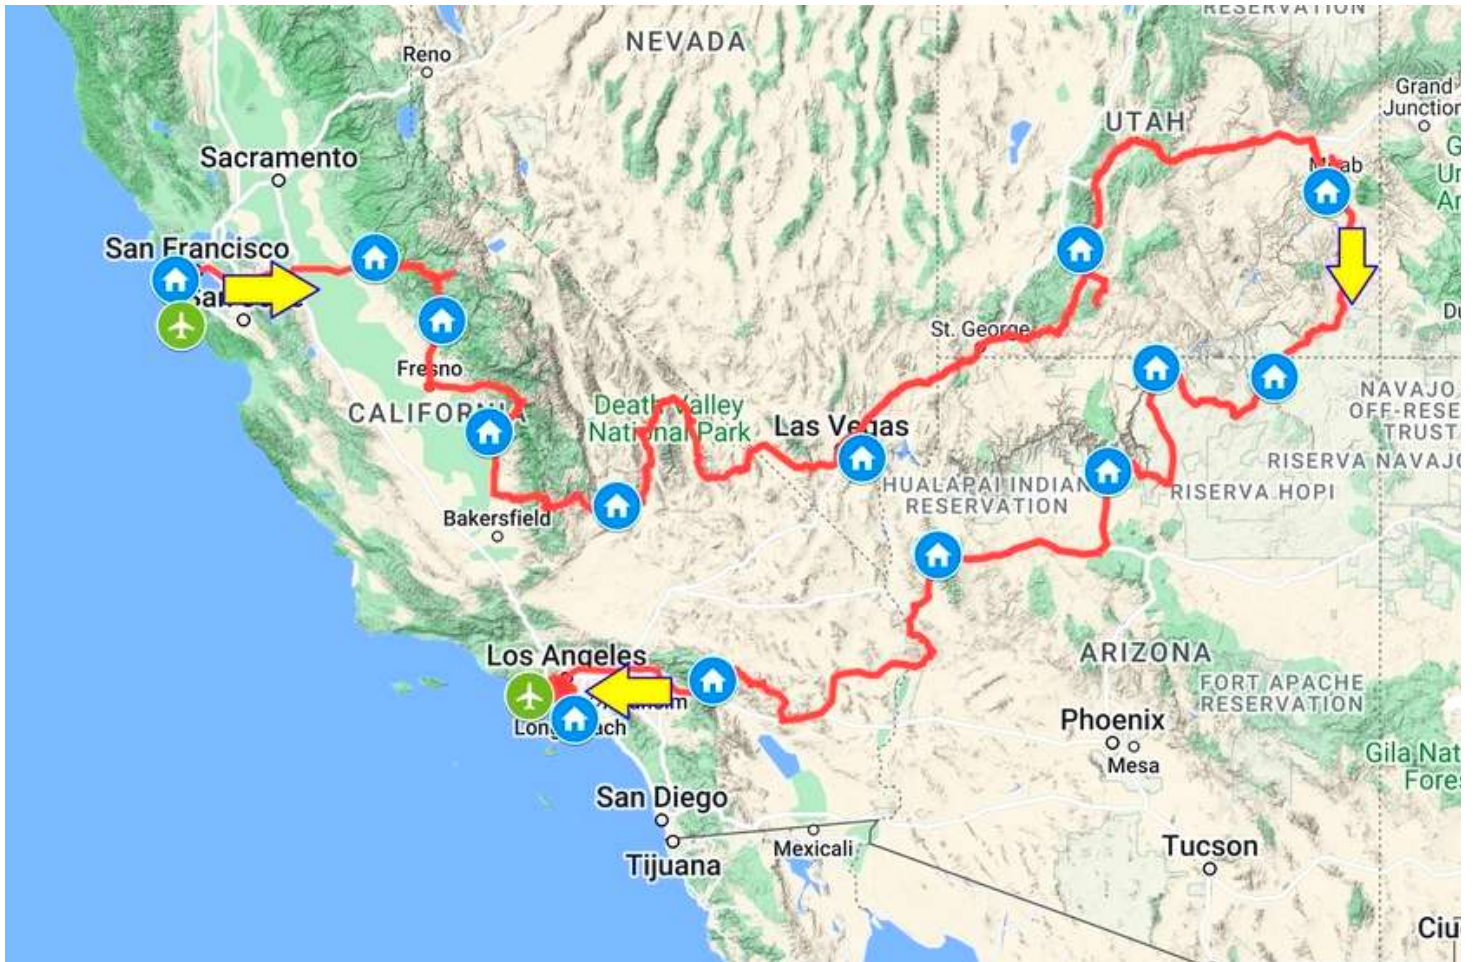 RESERVATION
NEVADA
Reno
Grand
Junction
UTAH
Sacramento
San Francisco
St. George
Fresno
CALIFORNIA
Death Valley
National Park
Las Vegas
NAVAJO
OFF-RESE
TRUST
HUALAPAI INDIAN
RESERVATION
RISERVA NAVAJO
RISERVA HOPI
Bakersfield
Los Angeles
ARIZONA
FORT APACHE
RESERVATION
Phoenix
Mesa
Gila Nat
Fores
San Diego
Tijuana
Mexicali
Tucson
Ciu